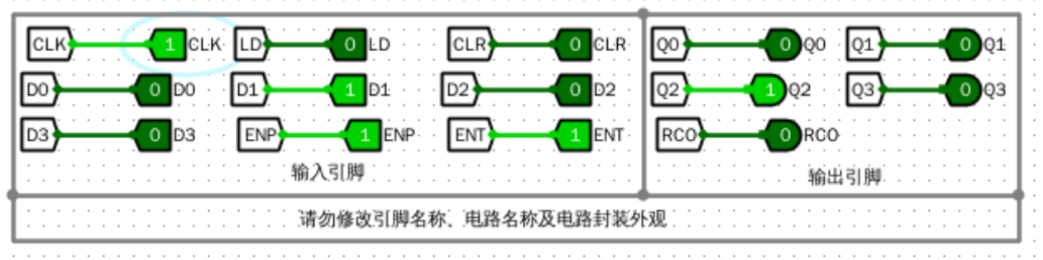 CLK 1 CLK LD 0 LD CLR 0 CLR Q0 0 Q0 Q1 0 Q1
D0 0 D0 D1 1 D1 D2 0 D2 Q2 1 Q2 Q3 0 Q3
D3 0 D3 ENP 1 ENP ENT 1 ENT RCO 0 RCO
输入引脚 输出引脚
请勿修改引脚名称、电路名称及电路封装外观